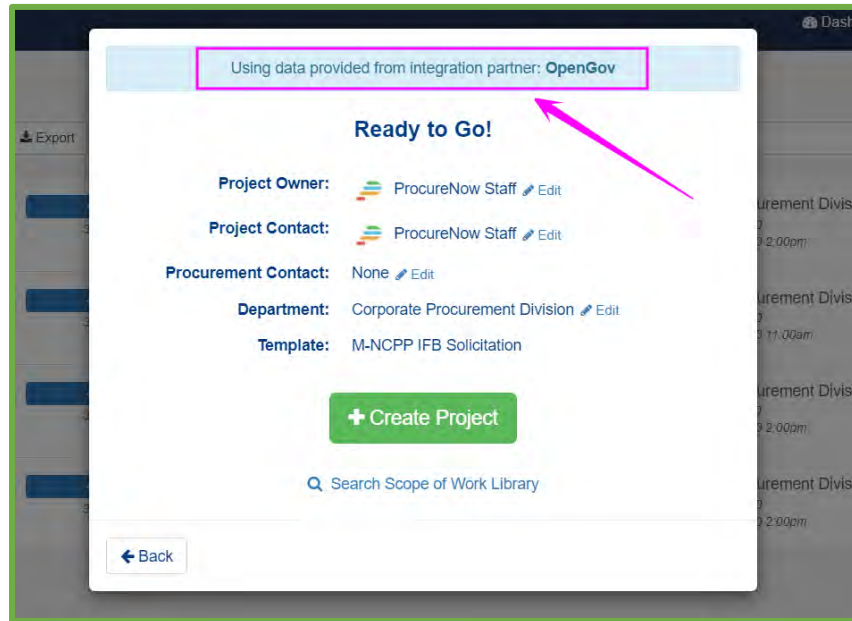 Dash
Using data provided from integration partner: OpenGov
Export
Ready to Go!
Project Owner: ProcureNow Staff Edit
Project Contact: ProcureNow Staff Edit
Procurement Contact: None Edit
Department: Corporate Procurement Division Edit
Template: M-NCPP IFB Solicitation
+ Create Project
Search Scope of Work Library
Back
urement Divis
2:00pm
urement Divis
11:00am
urement Divis
2:00pm
urement Divis
2:00pm